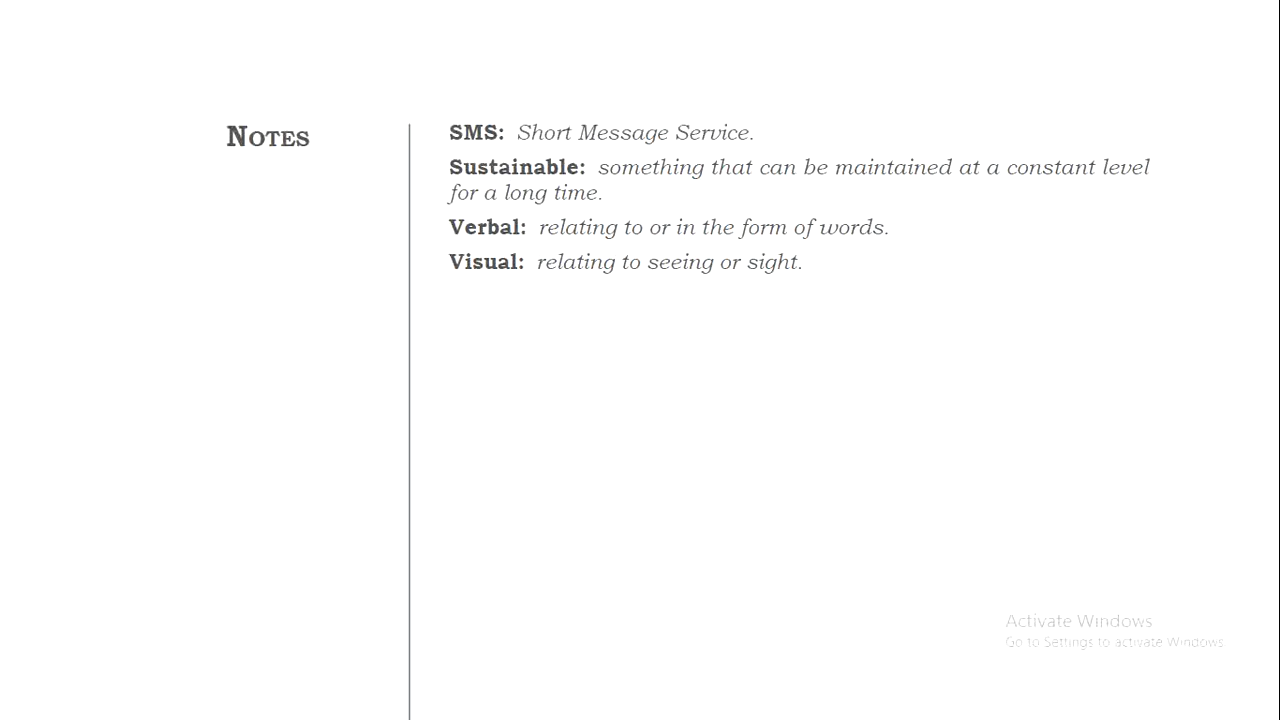 NOTES
SMS: Short Message Service.
Sustainable: something that can be maintained at a constant level
for a long time.
Verbal: relating to or in the form of words.
Visual: relating to seeing or sight.
Activate Windows
Go to Settings to activate Windows.